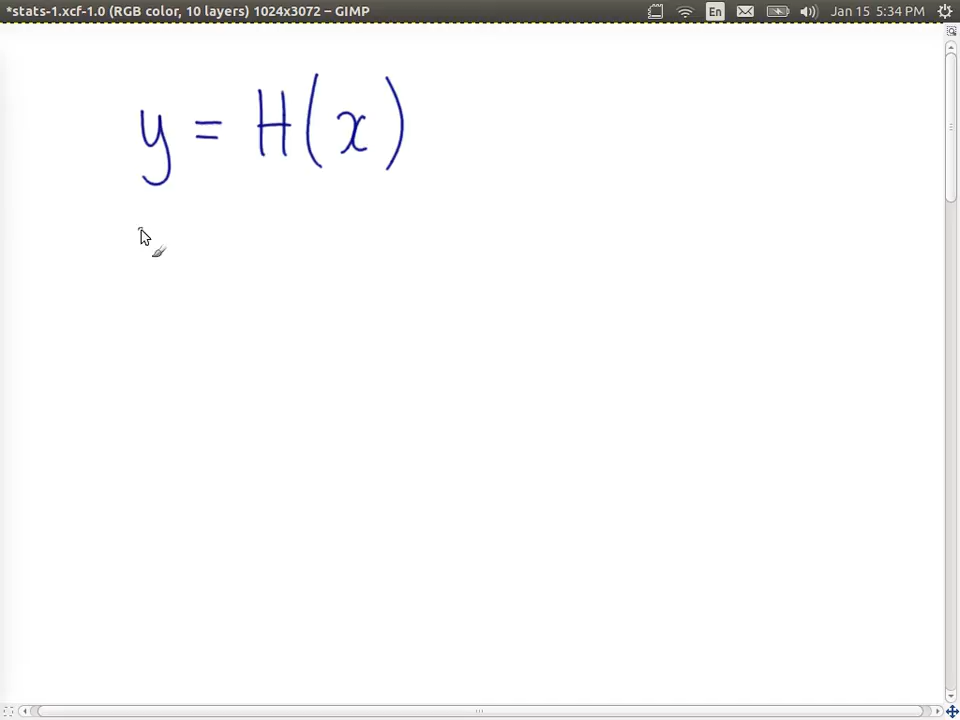 *stats-1.xcf-1.0 (RGB color, 10 layers) 1024x3072 – GIMP En Jan 15 5:34 PM
y = H(x)